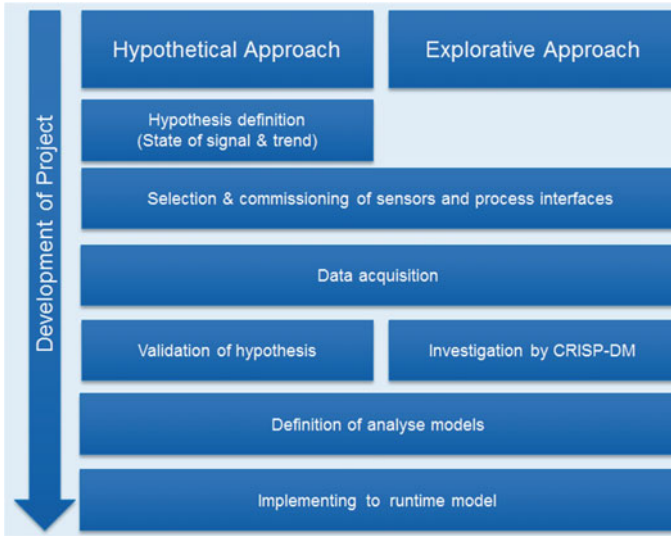 Development of Project
Hypothetical Approach
Explorative Approach
Hypothesis definition
(State of signal & trend)
Selection & commissioning of sensors and process interfaces
Data acquisition
Validation of hypothesis
Investigation by CRISP-DM
Definition of analyse models
Implementing to runtime model